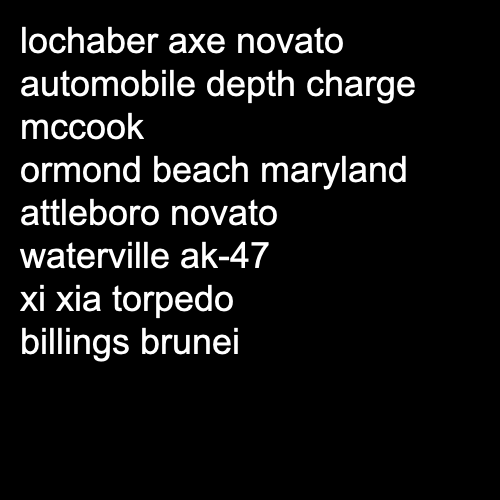 lochaber axe novato
automobile depth charge
mccook
ormond beach maryland
attleboro novato
waterville ak-47
xi xia torpedo
billings brunei